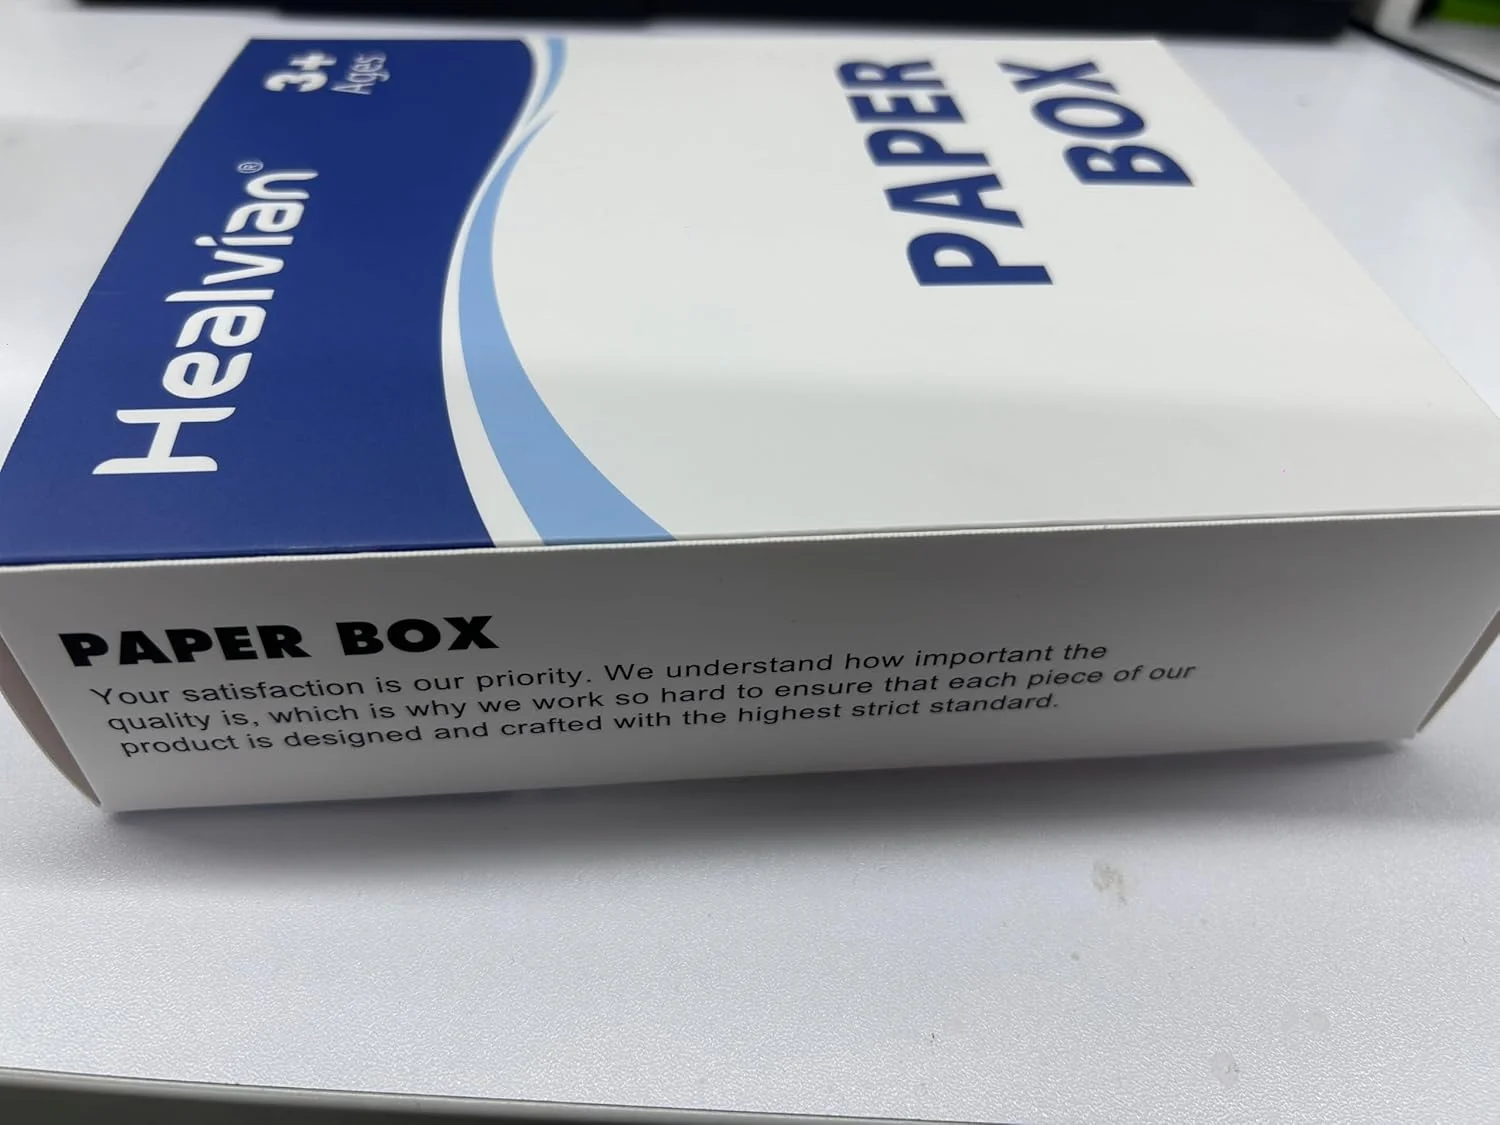 3+
Ages
Healvian®
PAPER
BOX
PAPER BOX
Your satisfaction is our priority. We understand how important the
quality is, which is why we work so hard to ensure that each piece of our
product is designed and crafted with the highest strict standard.